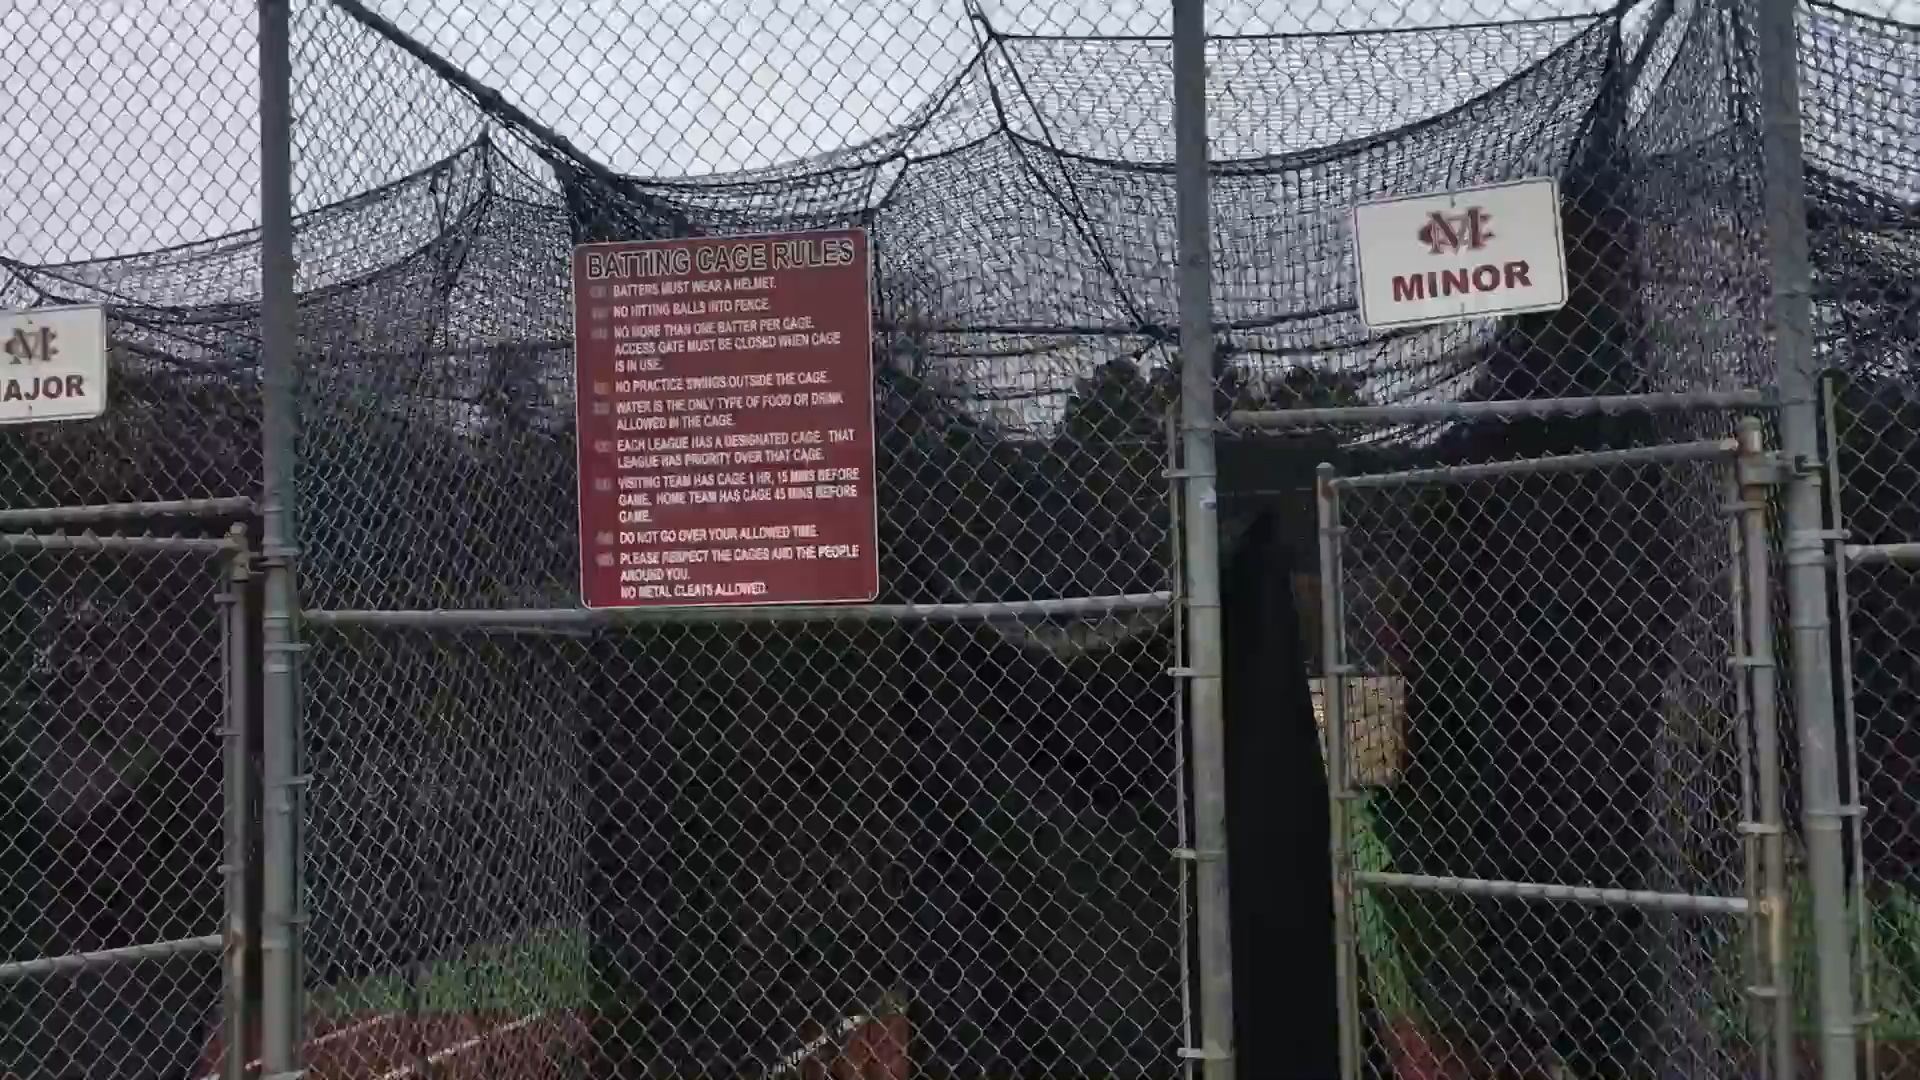 BATTING CAGE RULES
BATTERS MUST WEAR A HELMET.
NO HITTING BALLS INTO FENCE.
NO MORE THAN ONE BATTER PER CAGE.
ACCESS GATE MUST BE CLOSED WHEN CAGE
IS IN USE.
NO PRACTICE SWINGS OUTSIDE THE CAGE.
WATER IS THE ONLY TYPE OF FOOD OR DRINK
ALLOWED IN THE CAGE.
EACH LEAGUE HAS A DESIGNATED CAGE. THAT
LEAGUE HAS PRIORITY OVER THAT CAGE.
VISITING TEAM HAS CAGE 1 HR, 15 MINS BEFORE
GAME. HOME TEAM HAS CAGE 45 MINS BEFORE
GAME.
DO NOT GO OVER YOUR ALLOWED TIME
PLEASE RESPECT THE CAGES AND THE PEOPLE
AROUND YOU.
NO METAL CLEATS ALLOWED.
MINOR
AJOR